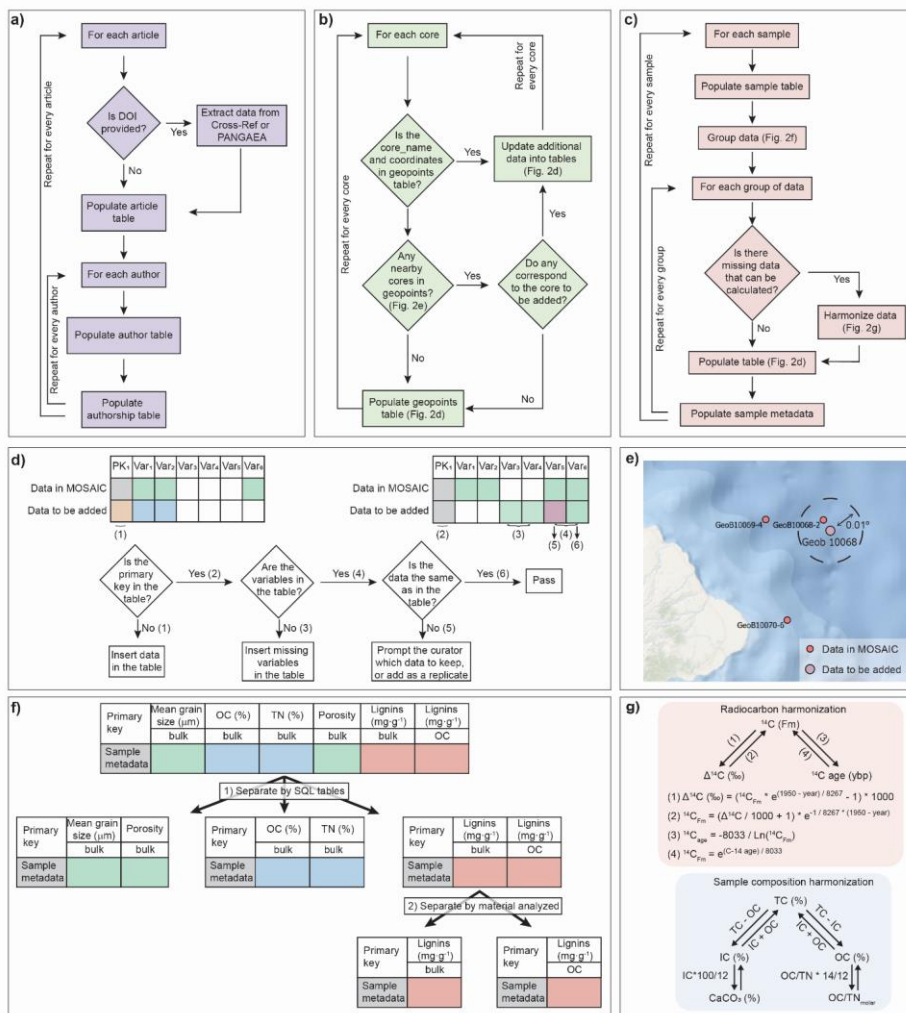 a)
For each article
Repeat for every article
Is DOI
provided?
Yes
Extract data from
Cross-Ref or
PANGAEA
No
Populate article
table
For each author
Repeat for every author
Populate author table
Populate
authorship table
b)
For each core
Repeat for
every core
Repeat for every core
Is the
core_name
and coordinates
in geopoints
table?
Yes
Update additional
data into tables
(Fig. 2d)
Yes
Any
nearby
cores in
geopoints?
(Fig. 2e)
Yes
Do any
correspond
to the core
to be added?
No
No
Populate geopoints
table (Fig. 2d)
c)
For each sample
Repeat for every sample
Populate sample table
Group data (Fig. 2f)
For each group of data
Repeat for every group
Is there
missing data
that can be
calculated?
Yes
No
Harmonize data
(Fig. 2g)
Populate table (Fig. 2d)
Populate sample metadata
d)
PK₁ Var₁ Var₂ Var₃ Var₄ Var₅ Var₆
Data in MOSAIC
Data to be added
(1)
PK₁ Var₁ Var₂ Var₃ Var₄ Var₅ Var₆
Data in MOSAIC
Data to be added
(2) (3) (4)
(5) (6)
Is the
primary
key in the
table?
Yes (2)
Are the
variables in
the table?
Yes (4)
Is the
data the same
as in the
table?
Yes (6)
Pass
No (1)
No (3)
No (5)
Insert data
in the table
Insert missing
variables
in the table
Prompt the curator
which data to keep,
or add as a replicate
e)
GeoB10069-4
GeoB10068-2
0.01°
Geob 10068
GeoB10070-5
Data in MOSAIC
Data to be added
f)
Primary
key
Mean grain
size (μm)
OC (%)
TN (%)
Porosity
Lignins
(mg·g⁻¹)
Lignins
(mg·g⁻¹)
bulk bulk bulk bulk bulk OC
Sample
metadata
1) Separate by SQL tables
Primary
key
Mean grain
size (μm)
Porosity
bulk bulk
Sample
metadata
Primary
key
OC (%)
TN (%)
bulk bulk
Sample
metadata
Primary
key
Lignins
(mg·g⁻¹)
Lignins
(mg·g⁻¹)
bulk OC
Sample
metadata
2) Separate by material analyzed
Primary
key
Lignins
(mg·g⁻¹)
bulk
Sample
metadata
Primary
key
Lignins
(mg·g⁻¹)
OC
Sample
metadata
g)
Radiocarbon harmonization
¹⁴C (Fm)
(1) (2) (3) (4)
Δ¹⁴C (‰) ¹⁴C age (ybp)
(1) Δ¹⁴C (‰) = (¹⁴C_Fm * e^(1950 - year) / 8267 - 1) * 1000
(2) ¹⁴C_Fm = (Δ¹⁴C / 1000 + 1) * e^-1 / 8267 * (1950 - year)
(3) ¹⁴C_age = -8033 / Ln(¹⁴C_Fm)
(4) ¹⁴C_Fm = e^(C-14 age) / 8033
Sample composition harmonization
TC (%)
TC - OC
IC + OC
TC - IC
IC + OC
IC (%) OC (%)
IC*100/12
OC/TN * 14/12
CaCO₃ (%) OC/TN_molar